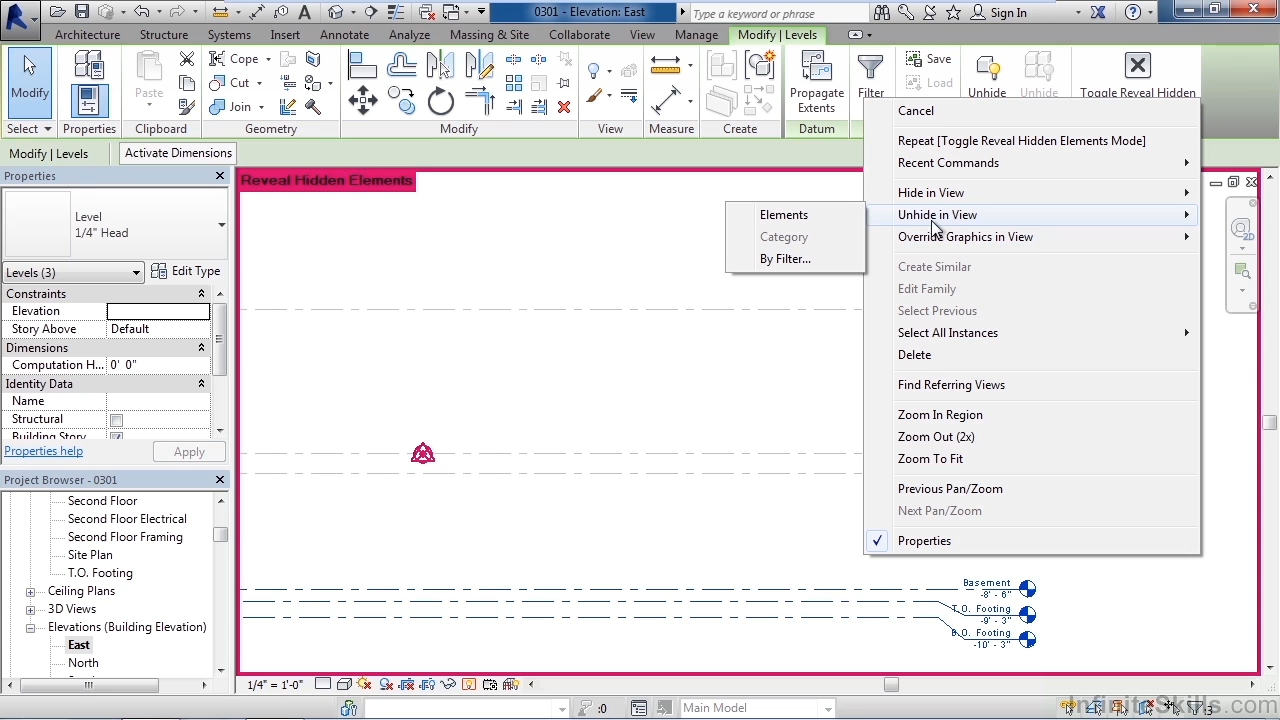 0301 - Elevation: East
Type a keyword or phrase
Sign In
Architecture
Structure
Systems
Insert
Annotate
Analyze
Massing & Site
Collaborate
View
Manage
Modify | Levels
Modify
Select
Properties
Paste
Clipboard
Cope
Cut
Join
Geometry
Modify
View
Measure
Create
Propagate
Extents
Datum
Filter
Save
Load
Unhide
Unhide
Toggle Reveal Hidden
Modify | Levels
Activate Dimensions
Properties
Level
1/4" Head
Levels (3)
Edit Type
Constraints
Elevation
Story Above
Default
Dimensions
Computation H...
0' 0"
Identity Data
Name
Structural
Building Story
Properties help
Apply
Project Browser - 0301
Second Floor
Second Floor Electrical
Second Floor Framing
Site Plan
T.O. Footing
Ceiling Plans
3D Views
Elevations (Building Elevation)
East
North
Reveal Hidden Elements
2D
Cancel
Repeat [Toggle Reveal Hidden Elements Mode]
Recent Commands
Hide in View
Unhide in View
Override Graphics in View
Create Similar
Edit Family
Select Previous
Select All Instances
Delete
Find Referring Views
Zoom In Region
Zoom Out (2x)
Zoom To Fit
Previous Pan/Zoom
Next Pan/Zoom
Properties
Elements
Category
By Filter...
Basement
-8' - 6"
T.O. Footing
-9' - 3"
B.O. Footing
-10' - 3"
1/4" = 1'-0"
:0
Main Model
:3
InfiniteSkills.com